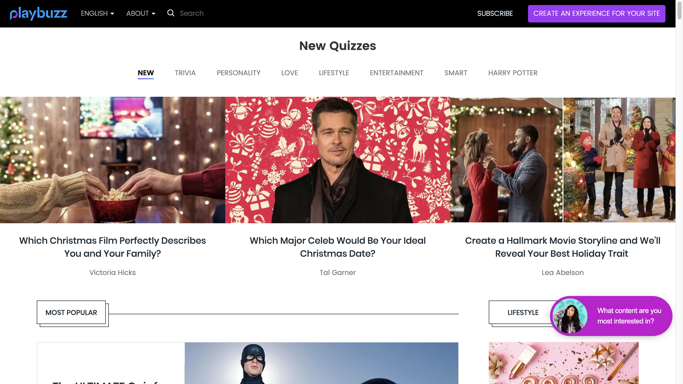 playbuzz
ENGLISH
ABOUT
Search
SUBSCRIBE
CREATE AN EXPERIENCE FOR YOUR SITE
New Quizzes
NEW TRIVIA PERSONALITY LOVE LIFESTYLE ENTERTAINMENT SMART HARRY POTTER
Which Christmas Film Perfectly Describes
You and Your Family?
Victoria Hicks
Which Major Celeb Would Be Your Ideal
Christmas Date?
Tal Garner
Create a Hallmark Movie Storyline and We'll
Reveal Your Best Holiday Trait
Lea Abelson
MOST POPULAR
LIFESTYLE
What content are you
most interested in?